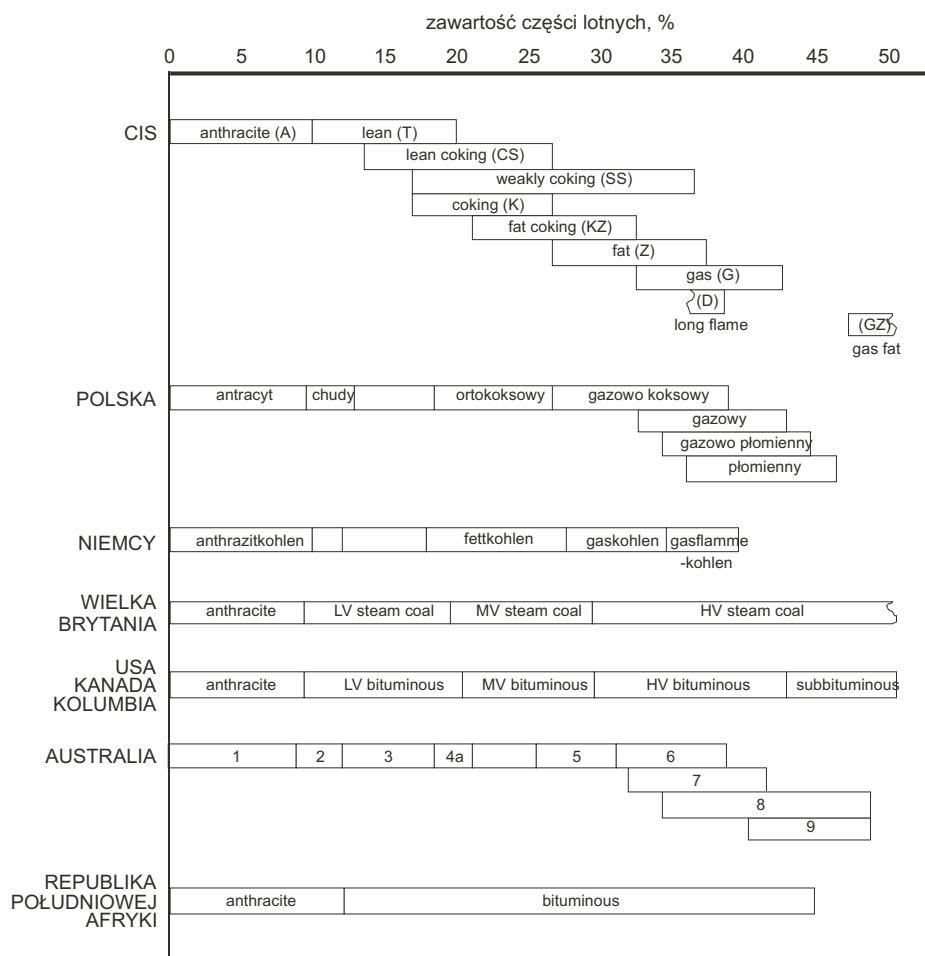 zawartość części lotnych, %
0 5 10 15 20 25 30 35 40 45 50
CIS
anthracite (A) lean (T)
lean coking (CS)
weakly coking (SS)
coking (K)
fat coking (KZ)
fat (Z)
gas (G)
(D)
long flame
(GZ)
gas fat
POLSKA
antracyt chudy ortokoksowy gazowo koksowy
gazowy
gazowo płomienny
płomienny
NIEMCY
anthrazitkohlen fettkohlen gaskohlen gasflamme
-kohlen
WIELKA
BRYTANIA
anthracite LV steam coal MV steam coal HV steam coal
USA
KANADA
KOLUMBIA
anthracite LV bituminous MV bituminous HV bituminous subbituminous
AUSTRALIA
1 2 3 4a 5 6
7
8
9
REPUBLIKA
POŁUDNIOWEJ
AFRYKI
anthracite bituminous